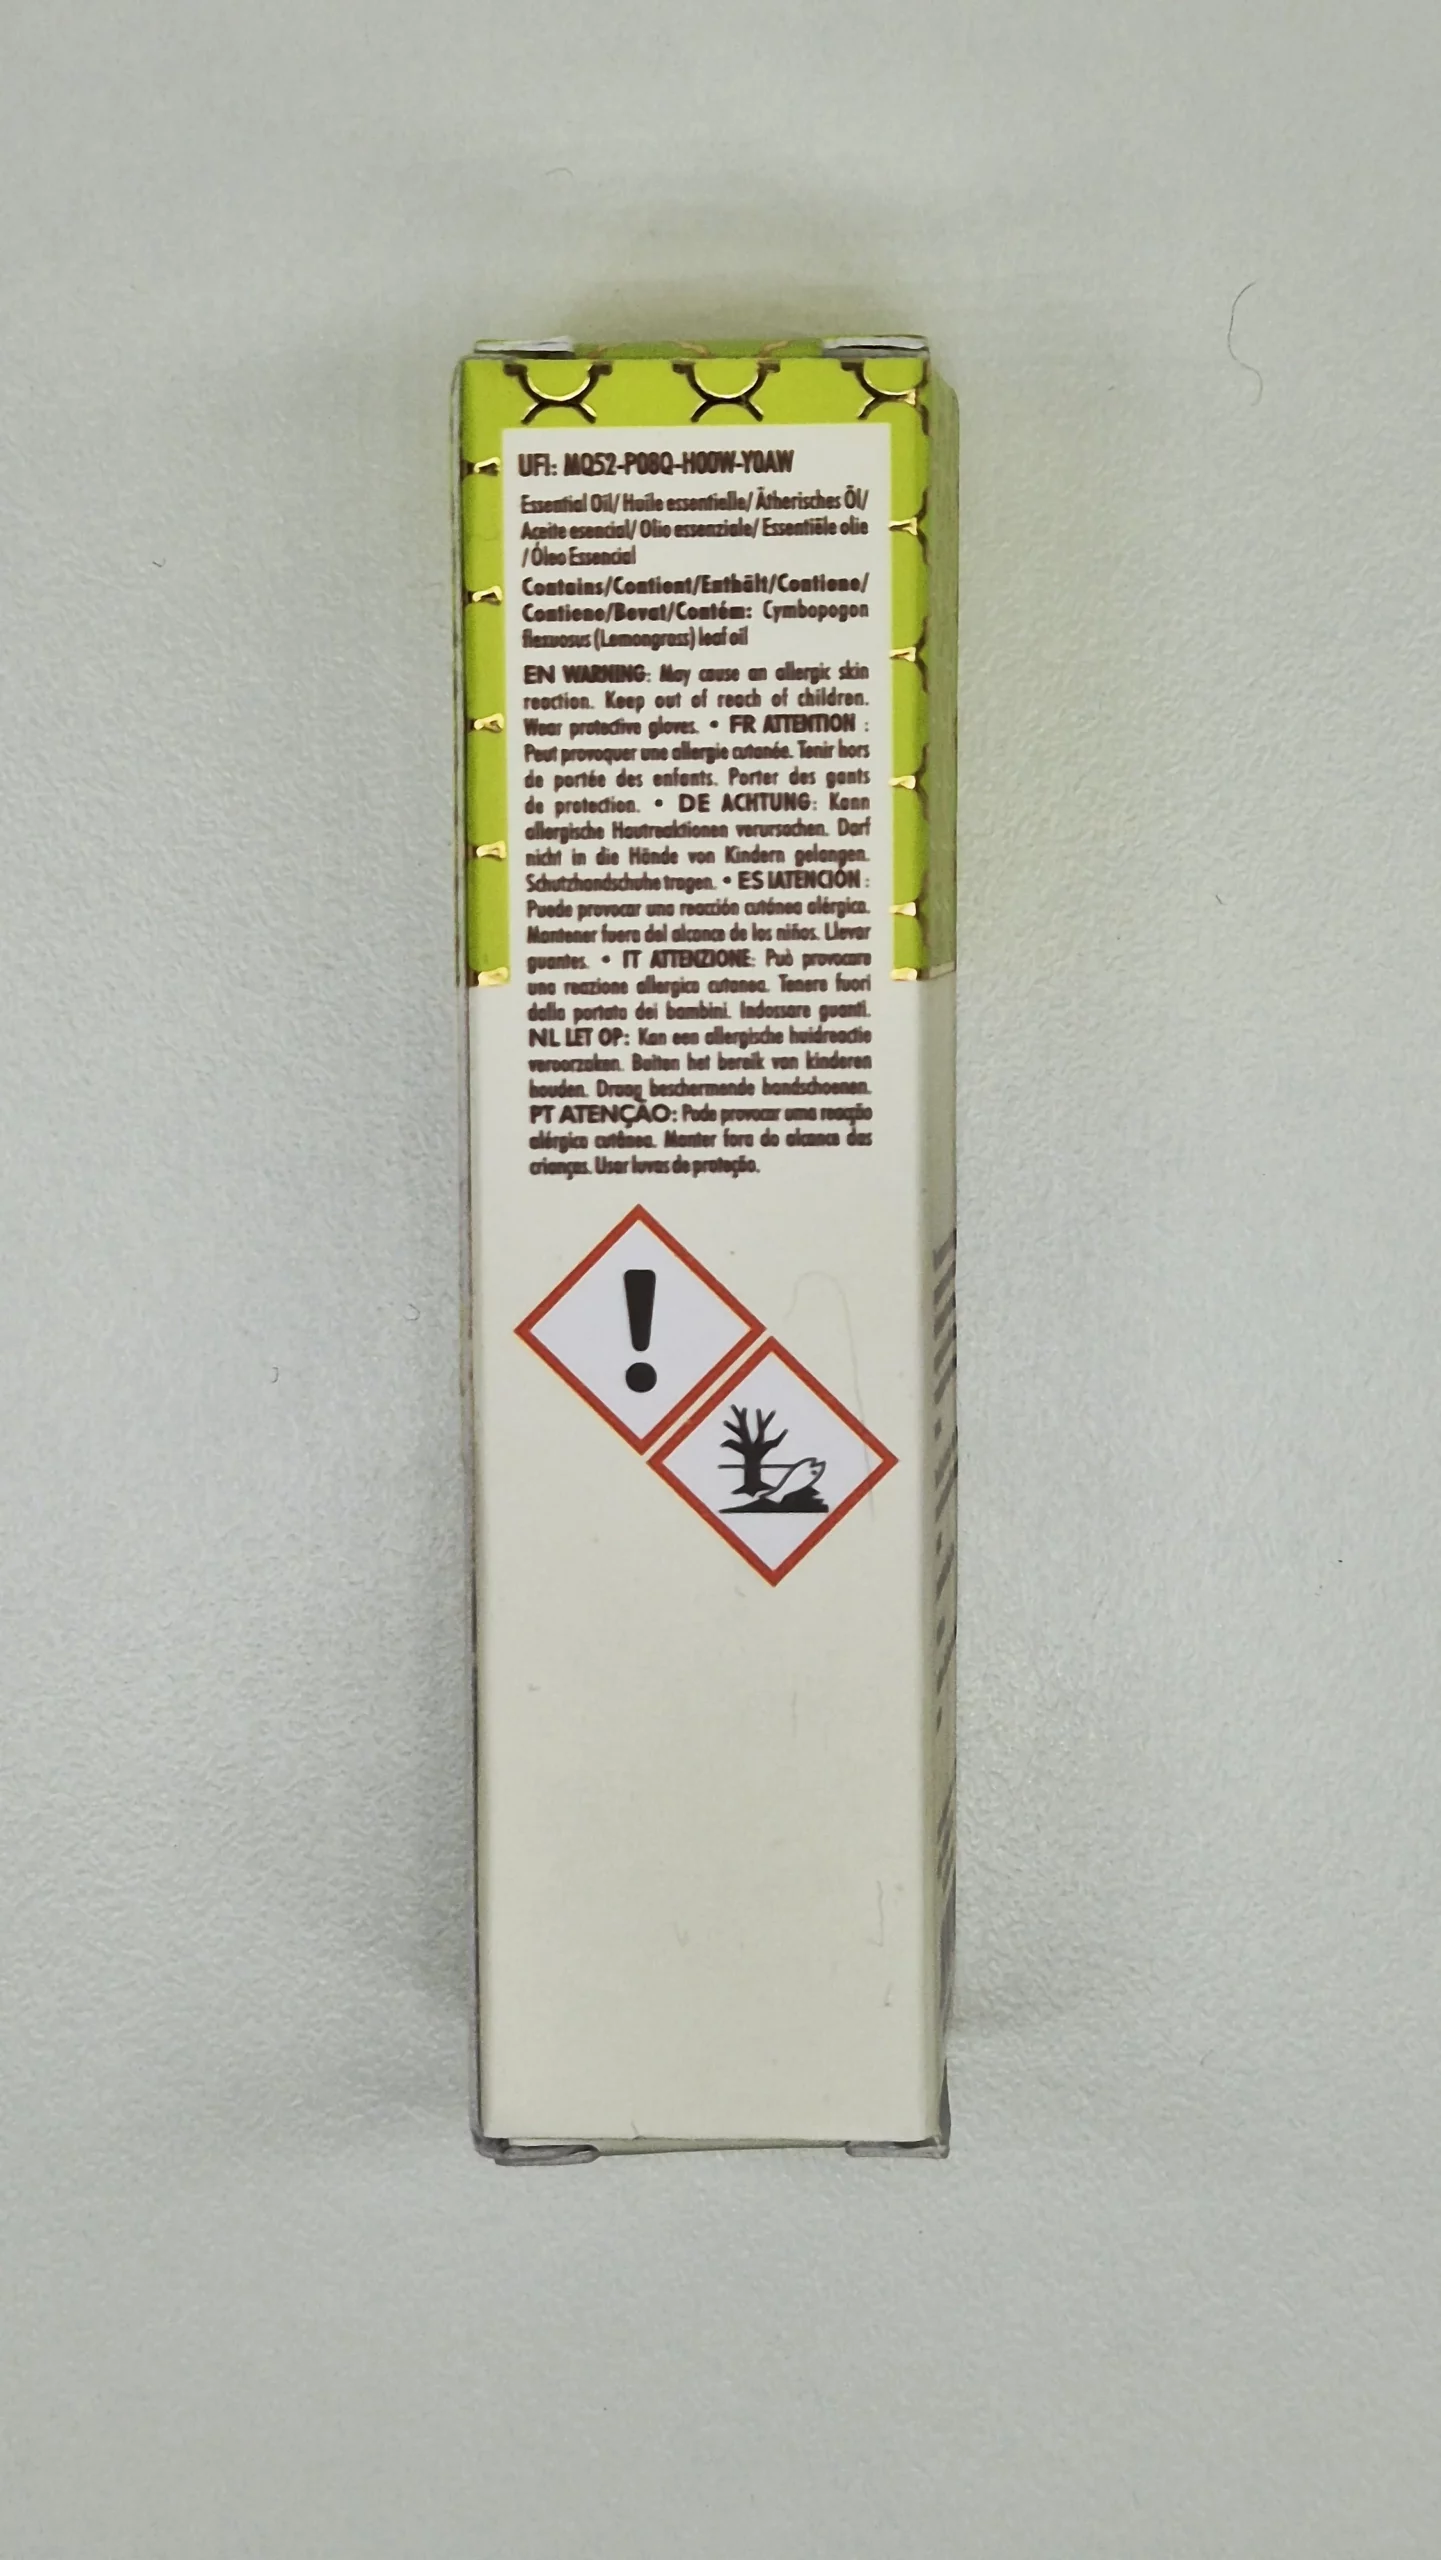 UFI: MQ52-P08Q-H00W-Y0AW
Essential Oil/ Huile essentielle/ Ätherisches Öl/
Aceite esencial/ Olio essenziale/ Essentiële olie
/ Óleo Essencial
Contains/Contient/Enthält/Contiene/
Contiene/Bevat/Contém: Cymbopogon
flexuosus (Lemongrass) leaf oil
EN WARNING: May cause an allergic skin
reaction. Keep out of reach of children.
Wear protective gloves. • FR ATTENTION :
Peut provoquer une allergie cutanée. Tenir hors
de portée des enfants. Porter des gants
de protection. • DE ACHTUNG: Kann
allergische Hautreaktionen verursachen. Darf
nicht in die Hände von Kindern gelangen.
Schutzhandschuhe tragen. • ES ¡ATENCIÓN :
Puede provocar una reacción cutánea alérgica.
Mantener fuera del alcance de los niños. Llevar
guantes. • IT ATTENZIONE: Può provocare
una reazione allergica cutanea. Tenere fuori
dalla portata dei bambini. Indossare guanti.
NL LET OP: Kan een allergische huidreactie
veroorzaken. Buiten het bereik van kinderen
houden. Draag beschermende handschoenen.
PT ATENÇÃO: Pode provocar uma reação
alérgica cutânea. Manter fora do alcance das
crianças. Usar luvas de proteção.